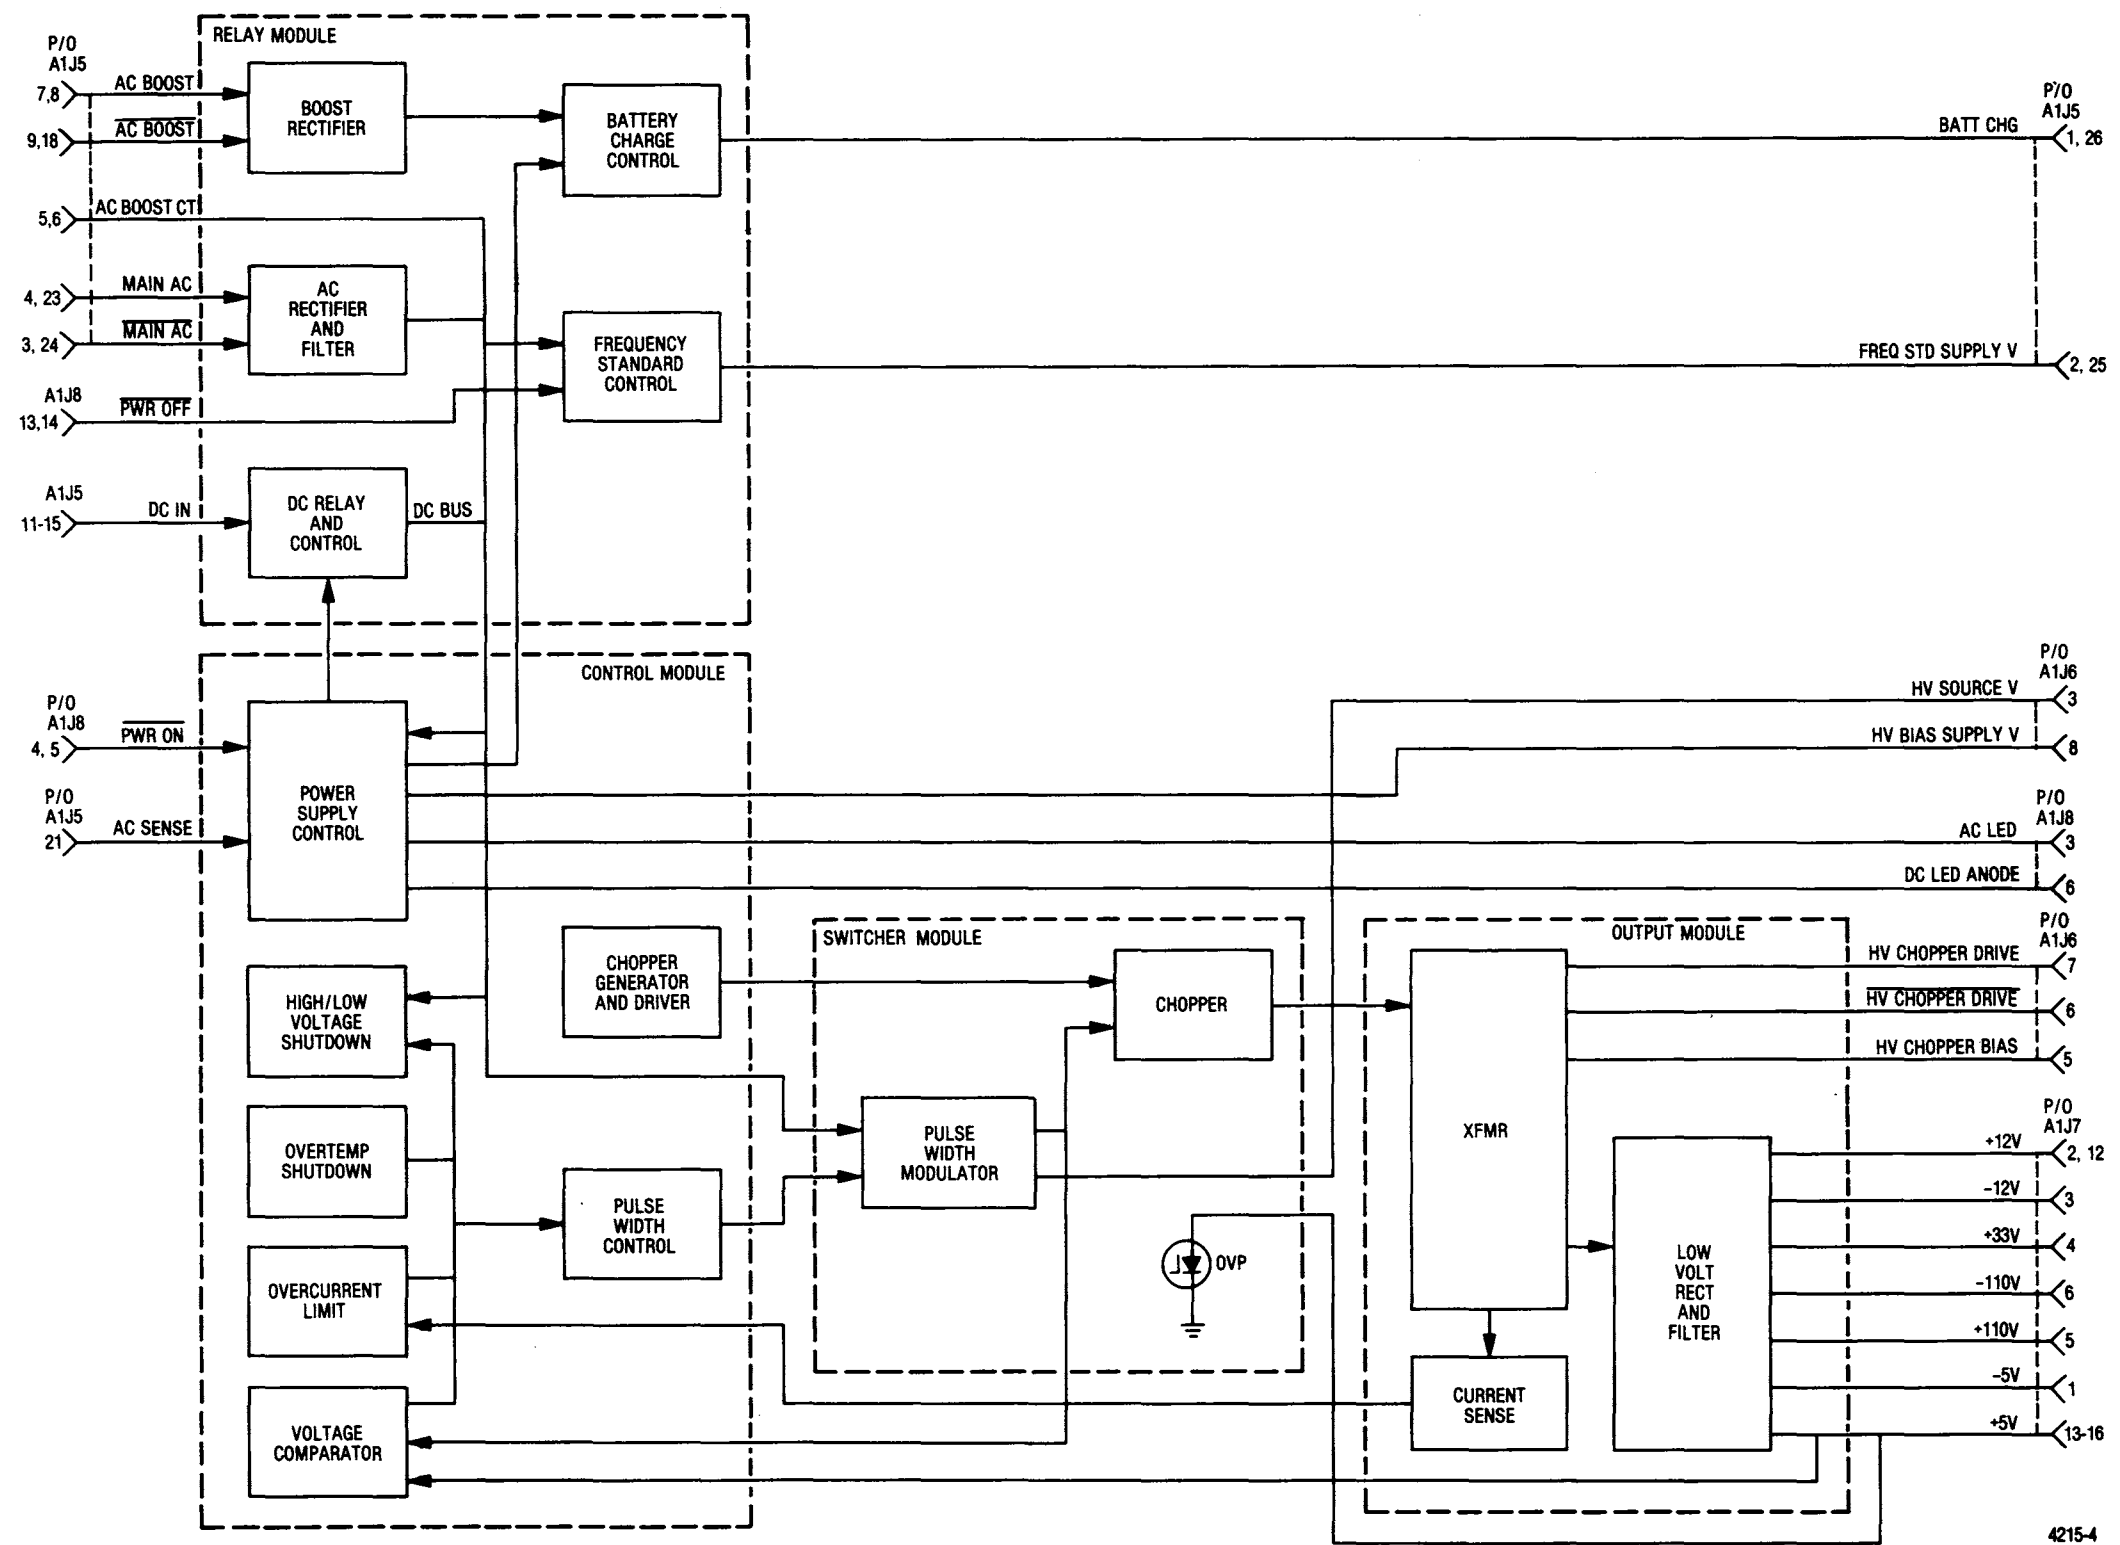 RELAY MODULE
P/O
A1J5
7,8
AC BOOST
9,18
AC BOOST
5,6
AC BOOST CT
4, 23
MAIN AC
3, 24
MAIN AC
A1J8
13,14
PWR OFF
A1J5
11-15
DC IN
BOOST
RECTIFIER
AC
RECTIFIER
AND
FILTER
DC RELAY
AND
CONTROL
DC BUS
BATTERY
CHARGE
CONTROL
FREQUENCY
STANDARD
CONTROL
P/O
A1J5
BATT CHG
1, 26
FREQ STD SUPPLY V
2, 25
CONTROL MODULE
P/O
A1J8
4, 5
PWR ON
P/O
A1J5
21
AC SENSE
POWER
SUPPLY
CONTROL
HIGH/LOW
VOLTAGE
SHUTDOWN
OVERTEMP
SHUTDOWN
OVERCURRENT
LIMIT
VOLTAGE
COMPARATOR
CHOPPER
GENERATOR
AND DRIVER
PULSE
WIDTH
CONTROL
SWITCHER MODULE
CHOPPER
PULSE
WIDTH
MODULATOR
OVP
OUTPUT MODULE
XFMR
CURRENT
SENSE
LOW
VOLT
RECT
AND
FILTER
P/O
A1J6
HV SOURCE V
3
HV BIAS SUPPLY V
8
P/O
A1J8
AC LED
3
DC LED ANODE
6
P/O
A1J6
HV CHOPPER DRIVE
7
HV CHOPPER DRIVE
6
HV CHOPPER BIAS
5
P/O
A1J7
+12V
2, 12
-12V
3
+33V
4
-110V
6
+110V
5
-5V
1
+5V
13-16
4215-4